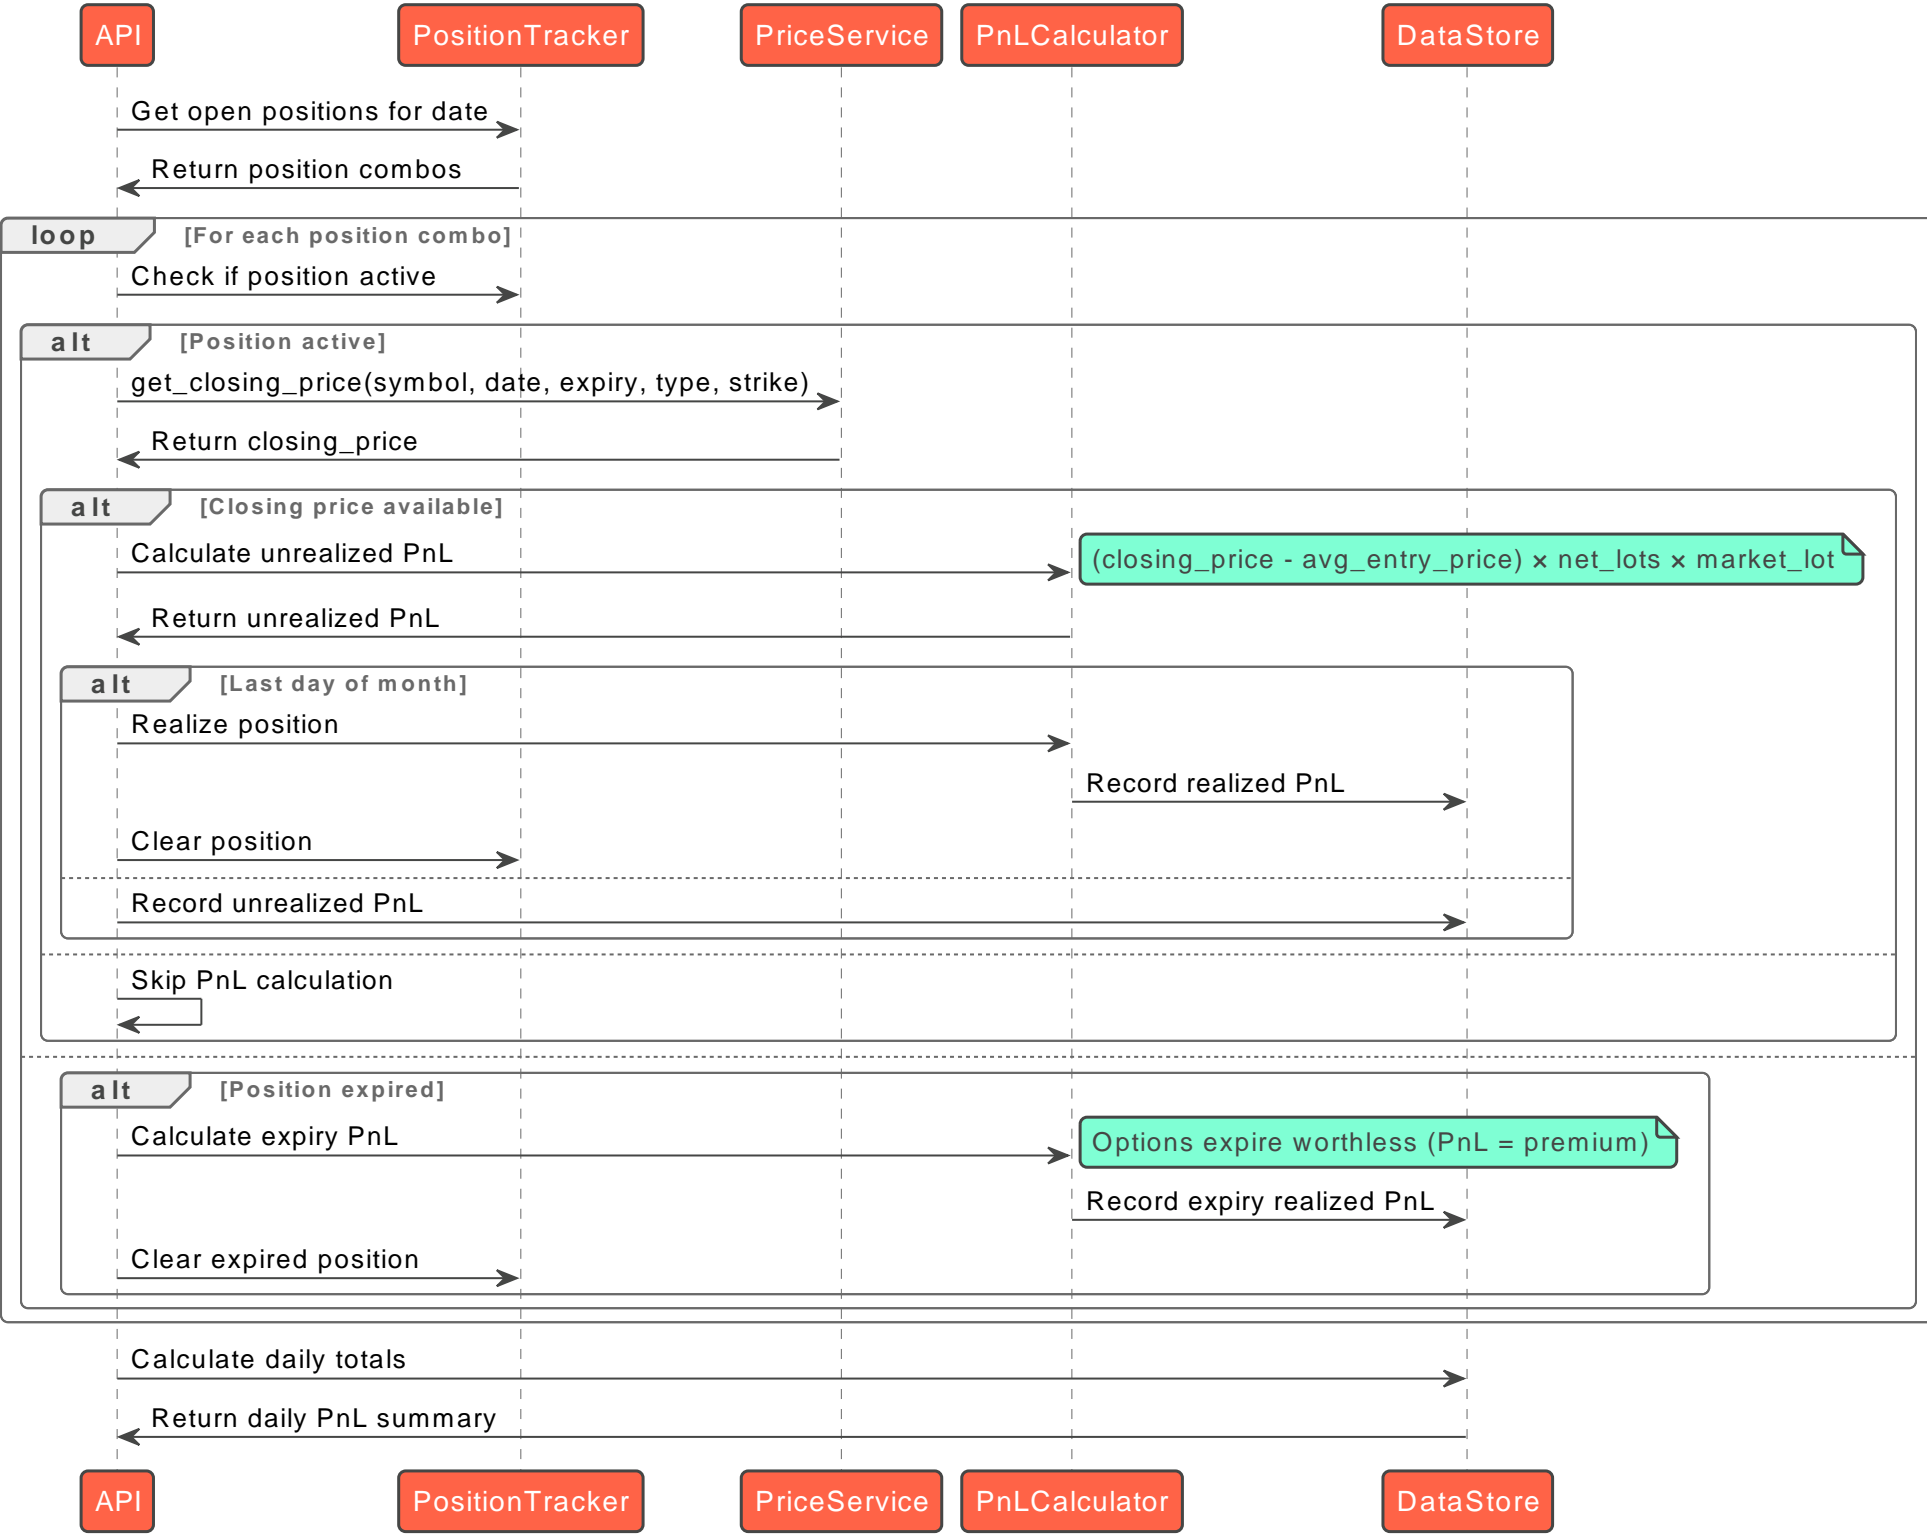 API
PositionTracker
PriceService
PnLCalculator
DataStore
Get open positions for date
Return position combos
loop
[For each position combo]
Check if position active
alt
[Position active]
get_closing_price(symbol, date, expiry, type, strike)
Return closing_price
alt
[Closing price available]
Calculate unrealized PnL
(closing_price - avg_entry_price) × net_lots × market_lot
Return unrealized PnL
alt
[Last day of month]
Realize position
Record realized PnL
Clear position
Record unrealized PnL
Skip PnL calculation
alt
[Position expired]
Calculate expiry PnL
Options expire worthless (PnL = premium)
Record expiry realized PnL
Clear expired position
Calculate daily totals
Return daily PnL summary
API
PositionTracker
PriceService
PnLCalculator
DataStore